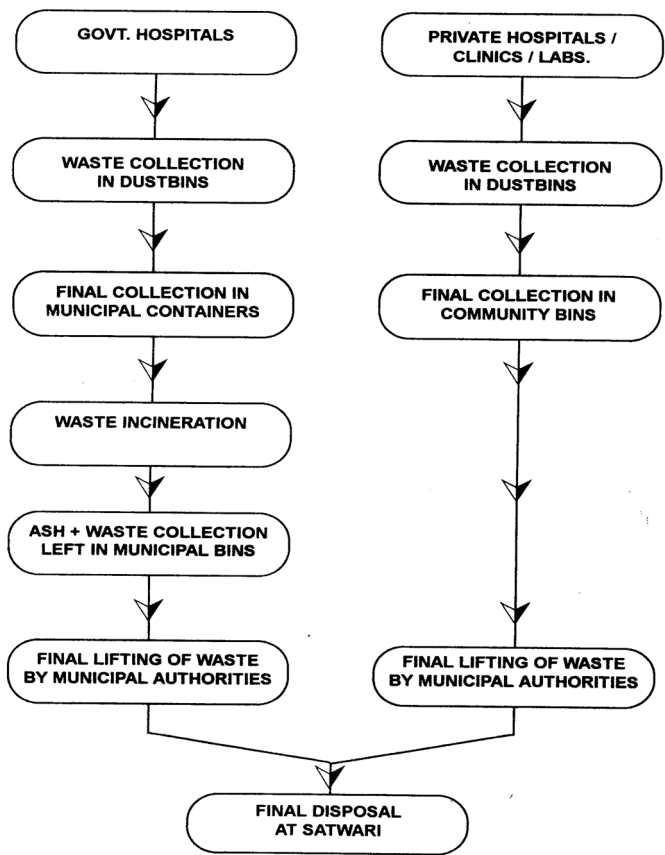 GOVT. HOSPITALS
WASTE COLLECTION
IN DUSTBINS
FINAL COLLECTION IN
MUNICIPAL CONTAINERS
WASTE INCINERATION
ASH + WASTE COLLECTION
LEFT IN MUNICIPAL BINS
FINAL LIFTING OF WASTE
BY MUNICIPAL AUTHORITIES
PRIVATE HOSPITALS /
CLINICS / LABS.
WASTE COLLECTION
IN DUSTBINS
FINAL COLLECTION IN
COMMUNITY BINS
FINAL LIFTING OF WASTE
BY MUNICIPAL AUTHORITIES
FINAL DISPOSAL
AT SATWARI